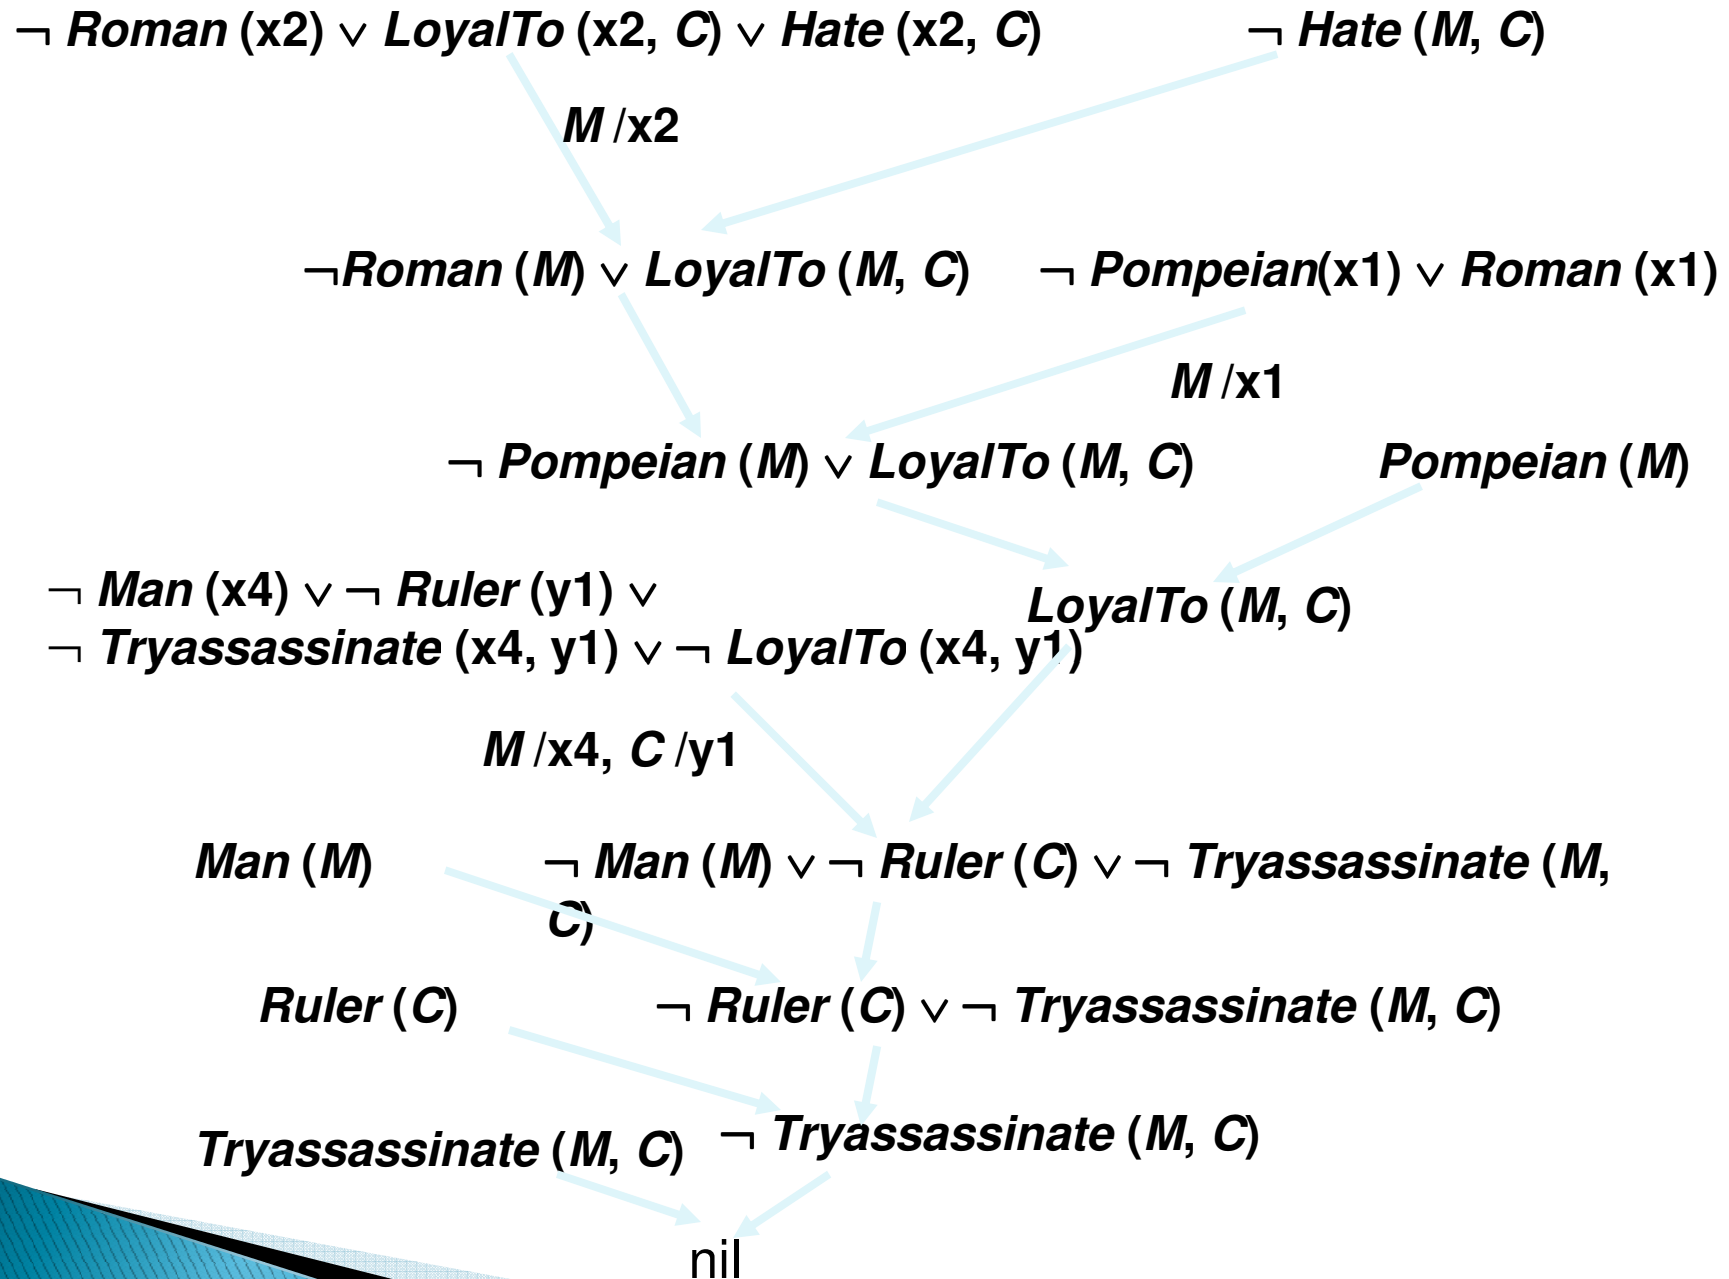 ¬ Roman (x2) ∨ LoyalTo (x2, C) ∨ Hate (x2, C)
¬ Hate (M, C)
M /x2
¬Roman (M) ∨ LoyalTo (M, C)
¬ Pompeian(x1) ∨ Roman (x1)
M /x1
¬ Pompeian (M) ∨ LoyalTo (M, C)
Pompeian (M)
¬ Man (x4) ∨ ¬ Ruler (y1) ∨
¬ Tryassassinate (x4, y1) ∨ ¬ LoyalTo (x4, y1)
LoyalTo (M, C)
M /x4, C /y1
Man (M)
¬ Man (M) ∨ ¬ Ruler (C) ∨ ¬ Tryassassinate (M,
C)
Ruler (C)
¬ Ruler (C) ∨ ¬ Tryassassinate (M, C)
Tryassassinate (M, C)
¬ Tryassassinate (M, C)
nil